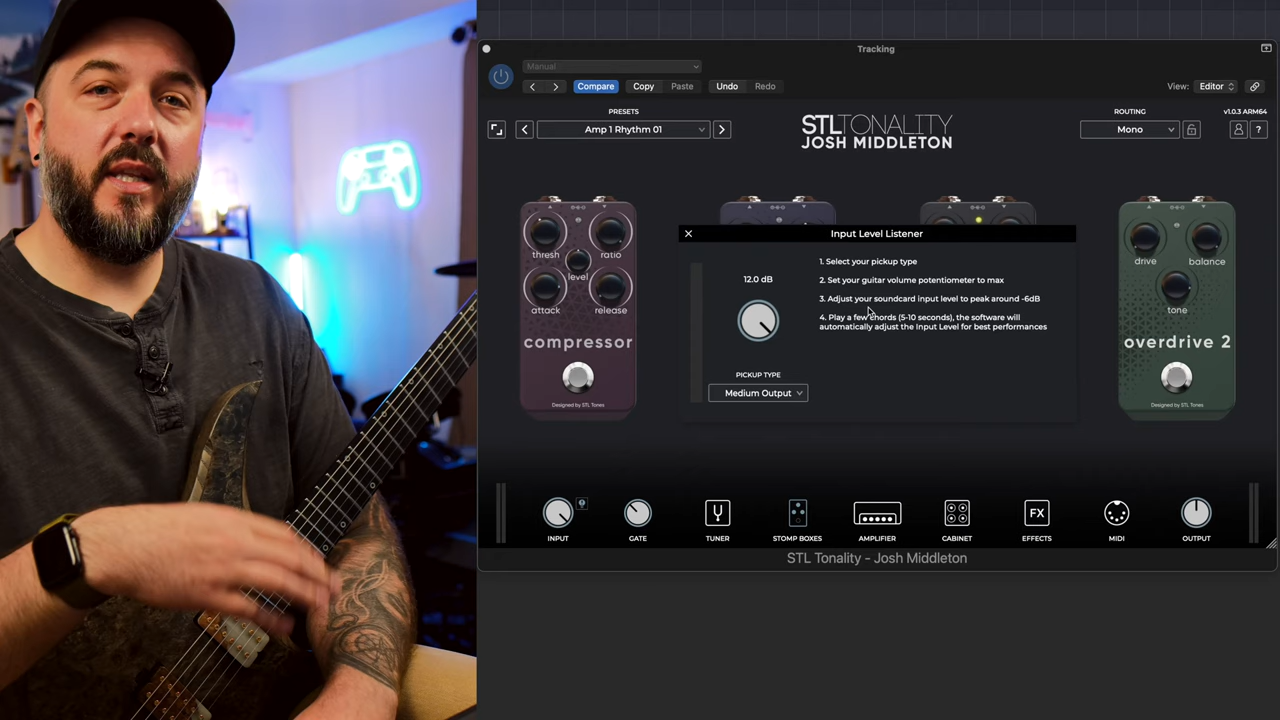 Tracking
Manual
Compare Copy Paste Undo Redo
View: Editor
PRESETS
Amp 1 Rhythm 01
STLTONALITY
JOSH MIDDLETON
ROUTING
Mono
v1.0.3 ARM64
?
thresh ratio
level
attack release
compressor
Designed by STL Tones
Input Level Listener
12.0 dB
PICKUP TYPE
Medium Output
1. Select your pickup type
2. Set your guitar volume potentiometer to max
3. Adjust your soundcard input level to peak around -6dB
4. Play a few chords (5-10 seconds), the software will
automatically adjust the Input Level for best performances
drive balance
tone
overdrive 2
Designed by STL Tones
FX
INPUT GATE TUNER STOMP BOXES AMPLIFIER CABINET EFFECTS MIDI OUTPUT
STL Tonality - Josh Middleton